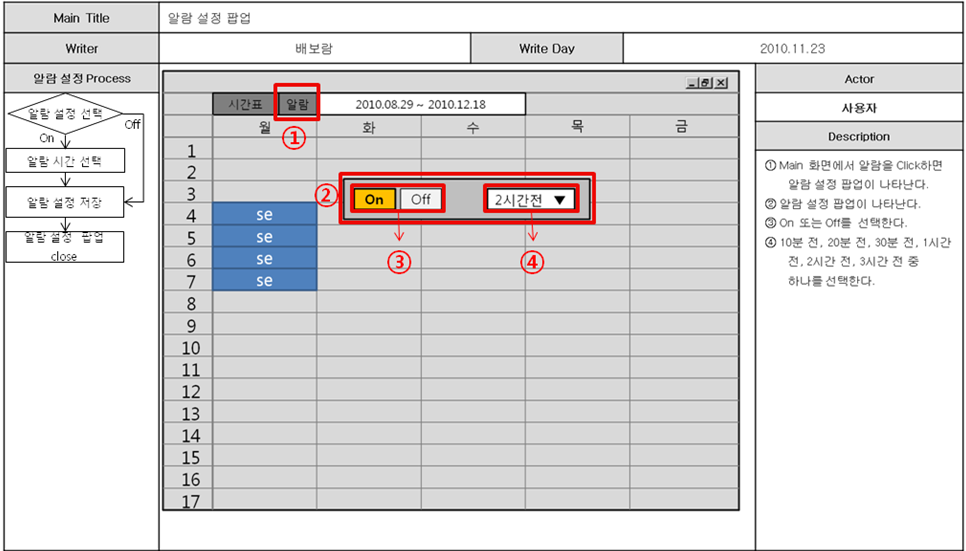 Main Title
알람 설정 팝업
Writer
배보람
Write Day
2010.11.23
알람 설정 Process
알람 설정 선택
Off
On
알람 시간 선택
알람 설정 저장
알람 설정 팝업
close
시간표
알람
2010.08.29 ~ 2010.12.18
①
월
화
수
목
금
1
2
3
②
On
Off
2시간전 ▼
4
se
5
se
③
④
6
se
7
se
8
9
10
11
12
13
14
15
16
17
Actor
사용자
Description
① Main 화면에서 알람을 Click하면
알람 설정 팝업이 나타난다.
② 알람 설정 팝업이 나타난다.
③ On 또는 Off를 선택한다.
④ 10분 전, 20분 전, 30분 전, 1시간
전, 2시간 전, 3시간 전 중
하나를 선택한다.